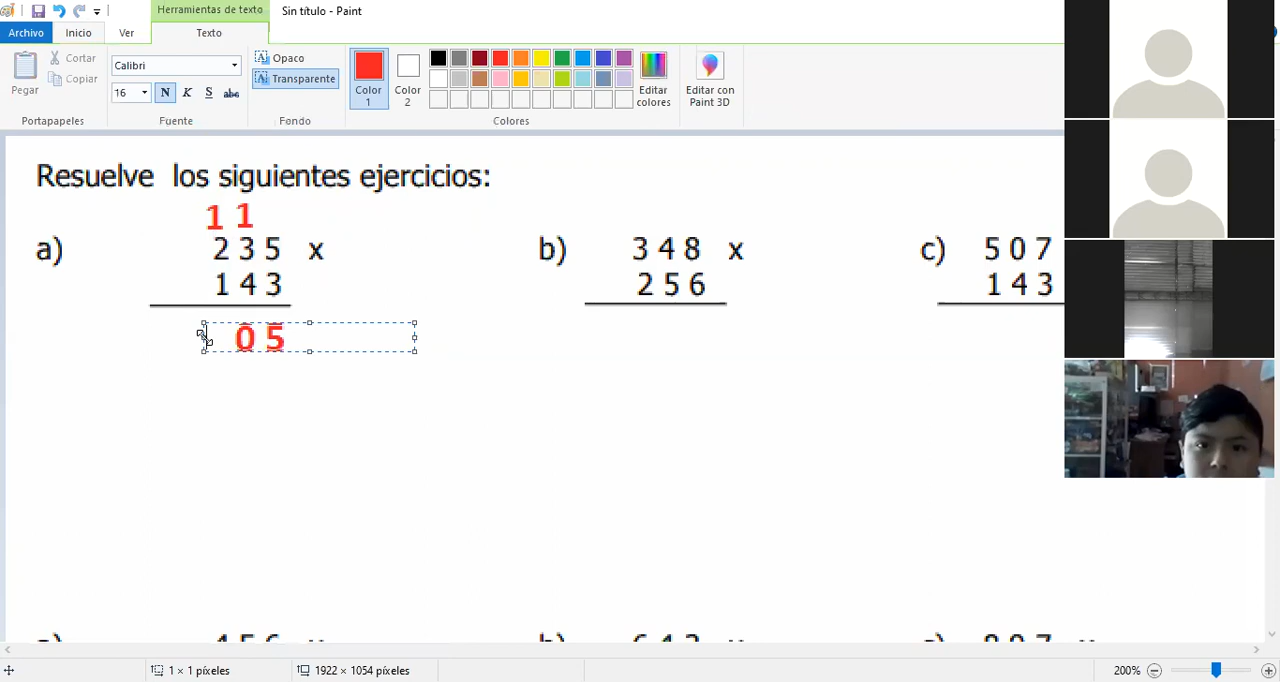 Herramientas de texto
Sin título - Paint
Archivo
Inicio
Ver
Texto
Pegar
Cortar
Copiar
Portapapeles
Calibri
16
N K S abc
Fuente
Opaco
Transparente
Fondo
Color 1
Color 2
Editar colores
Editar con Paint 3D
Colores
Resuelve los siguientes ejercicios:
1 1
a) 2 3 5 x
1 4 3
0 5
b) 3 4 8 x
2 5 6
c) 5 0 7
1 4 3
1 × 1 píxeles
1922 × 1054 píxeles
200%